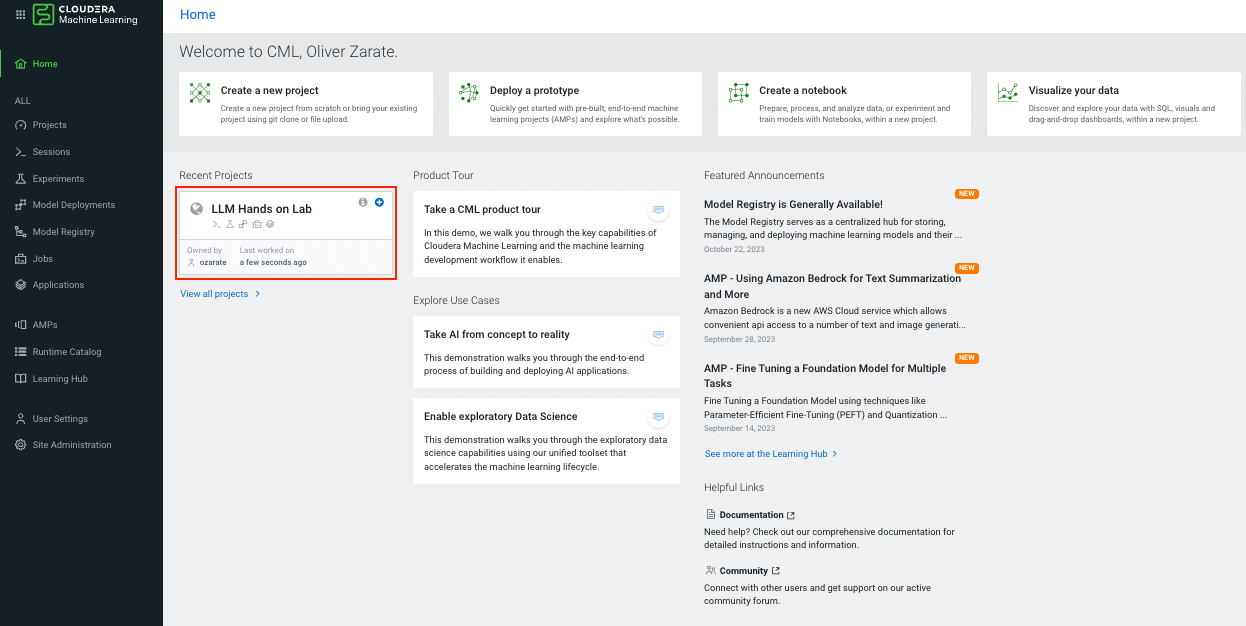 CLOUDERA
Machine Learning
Home
ALL
Projects
Sessions
Experiments
Model Deployments
Model Registry
Jobs
Applications
AMPs
Runtime Catalog
Learning Hub
User Settings
Site Administration
Home
Welcome to CML, Oliver Zarate.
Create a new project
Create a new project from scratch or bring your existing
project using git clone or file upload.
Deploy a prototype
Quickly get started with pre-built, end-to-end machine
learning projects (AMPs) and explore what's possible.
Create a notebook
Prepare, process, and analyze data, or experiment and
train models with Notebooks, within a new project.
Visualize your data
Discover and explore your data with SQL, visuals and
drag-and-drop dashboards, within a new project.
Recent Projects
LLM Hands on Lab
Owned by
ozarate
Last worked on
a few seconds ago
View all projects
Product Tour
Take a CML product tour
In this demo, we walk you through the key capabilities of
Cloudera Machine Learning and the machine learning
development workflow it enables.
Explore Use Cases
Take AI from concept to reality
This demonstration walks you through the end-to-end
process of building and deploying AI applications.
Enable exploratory Data Science
This demonstration walks you through the exploratory data
science capabilities using our unified toolset that
accelerates the machine learning lifecycle.
Featured Announcements
NEW
Model Registry is Generally Available!
The Model Registry serves as a centralized hub for storing,
managing, and deploying machine learning models and their ...
October 22, 2023
NEW
AMP - Using Amazon Bedrock for Text Summarization
and More
Amazon Bedrock is a new AWS Cloud service which allows
convenient api access to a number of text and image generati...
September 28, 2023
NEW
AMP - Fine Tuning a Foundation Model for Multiple
Tasks
Fine Tuning a Foundation Model using techniques like
Parameter-Efficient Fine-Tuning (PEFT) and Quantization ...
September 14, 2023
See more at the Learning Hub
Helpful Links
Documentation
Need help? Check out our comprehensive documentation for
detailed instructions and information.
Community
Connect with other users and get support on our active
community forum.